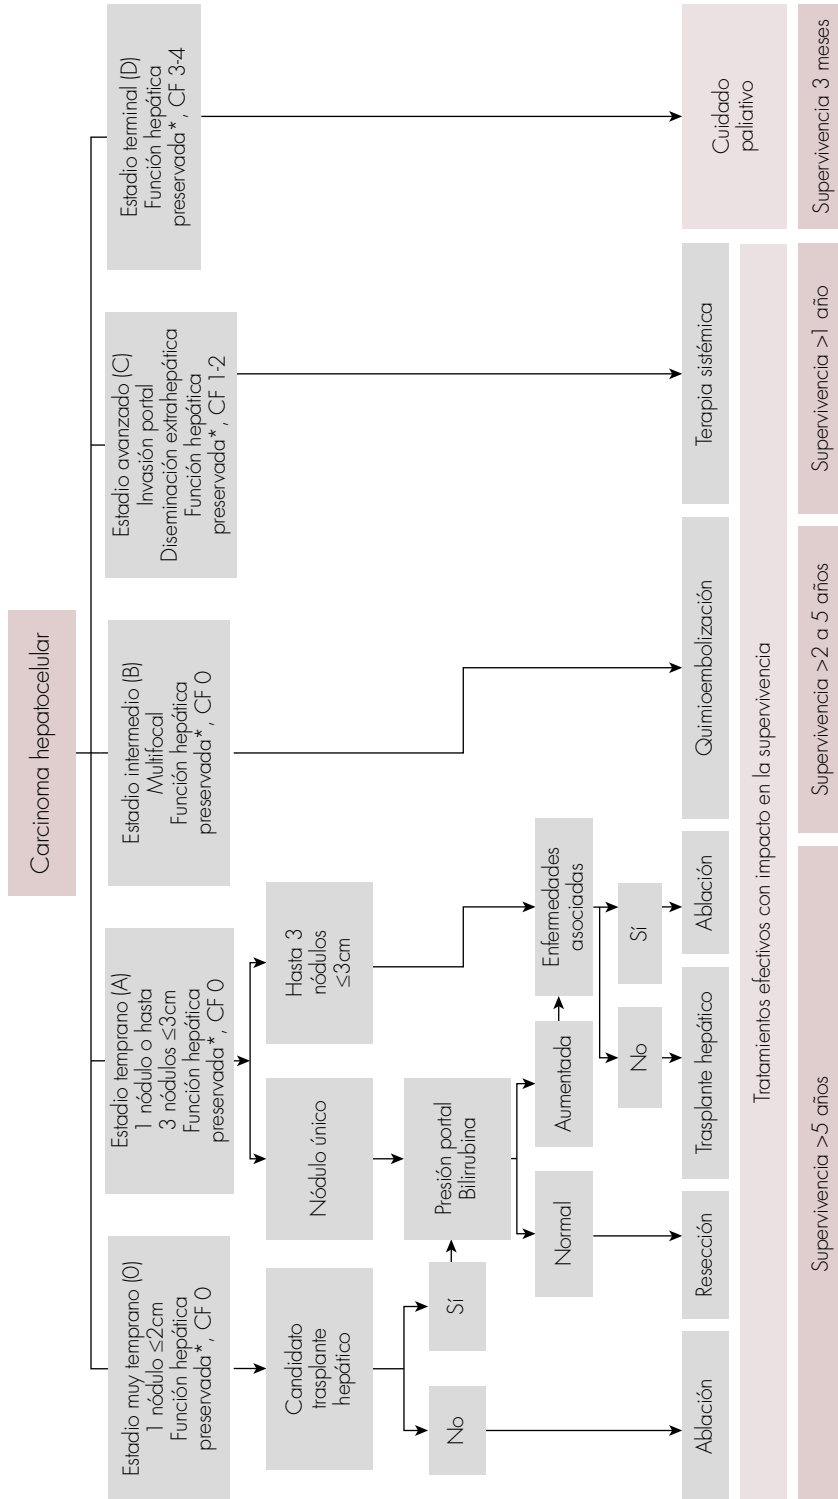 Carcinoma hepatocelular
Estadio muy temprano (0)
1 nódulo ≤2cm
Función hepática
preservada*, CF 0
Estadio temprano (A)
1 nódulo o hasta
3 nódulos ≤3cm
Función hepática
preservada*, CF 0
Estadio intermedio (B)
Multifocal
Función hepática
preservada*, CF 0
Estadio avanzado (C)
Invasión portal
Diseminación extrahepática
Función hepática
preservada*, CF 1-2
Estadio terminal (D)
Función hepática
preservada*, CF 3-4
Candidato
trasplante
hepático
Nódulo único
Hasta 3
nódulos
≤3cm
No
Sí
Presión portal
Bilirrubina
Normal
Aumentada
Enfermedades
asociadas
No
Sí
Ablación
Resección
Trasplante hepático
Ablación
Quimioembolización
Terapia sistémica
Cuidado
paliativo
Tratamientos efectivos con impacto en la supervivencia
Supervivencia >5 años
Supervivencia >2 a 5 años
Supervivencia >1 año
Supervivencia 3 meses